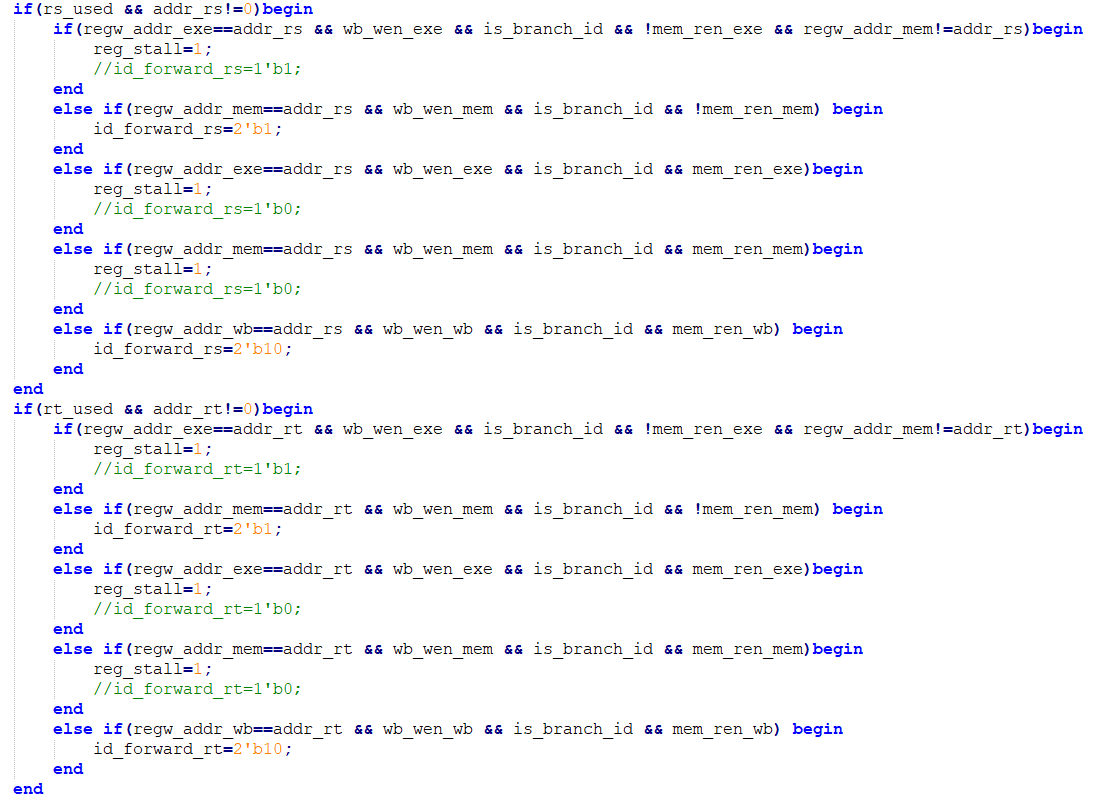 if(rs_used && addr_rs!=0)begin
if(regw_addr_exe==addr_rs && wb_wen_exe && is_branch_id && !mem_ren_exe && regw_addr_mem!=addr_rs)begin
reg_stall=1;
//id_forward_rs=1'b1;
end
else if(regw_addr_mem==addr_rs && wb_wen_mem && is_branch_id && !mem_ren_mem) begin
id_forward_rs=2'b1;
end
else if(regw_addr_exe==addr_rs && wb_wen_exe && is_branch_id && mem_ren_exe)begin
reg_stall=1;
//id_forward_rs=1'b0;
end
else if(regw_addr_mem==addr_rs && wb_wen_mem && is_branch_id && mem_ren_mem)begin
reg_stall=1;
//id_forward_rs=1'b0;
end
else if(regw_addr_wb==addr_rs && wb_wen_wb && is_branch_id && mem_ren_wb) begin
id_forward_rs=2'b10;
end
end
if(rt_used && addr_rt!=0)begin
if(regw_addr_exe==addr_rt && wb_wen_exe && is_branch_id && !mem_ren_exe && regw_addr_mem!=addr_rt)begin
reg_stall=1;
//id_forward_rt=1'b1;
end
else if(regw_addr_mem==addr_rt && wb_wen_mem && is_branch_id && !mem_ren_mem) begin
id_forward_rt=2'b1;
end
else if(regw_addr_exe==addr_rt && wb_wen_exe && is_branch_id && mem_ren_exe)begin
reg_stall=1;
//id_forward_rt=1'b0;
end
else if(regw_addr_mem==addr_rt && wb_wen_mem && is_branch_id && mem_ren_mem)begin
reg_stall=1;
//id_forward_rt=1'b0;
end
else if(regw_addr_wb==addr_rt && wb_wen_wb && is_branch_id && mem_ren_wb) begin
id_forward_rt=2'b10;
end
end